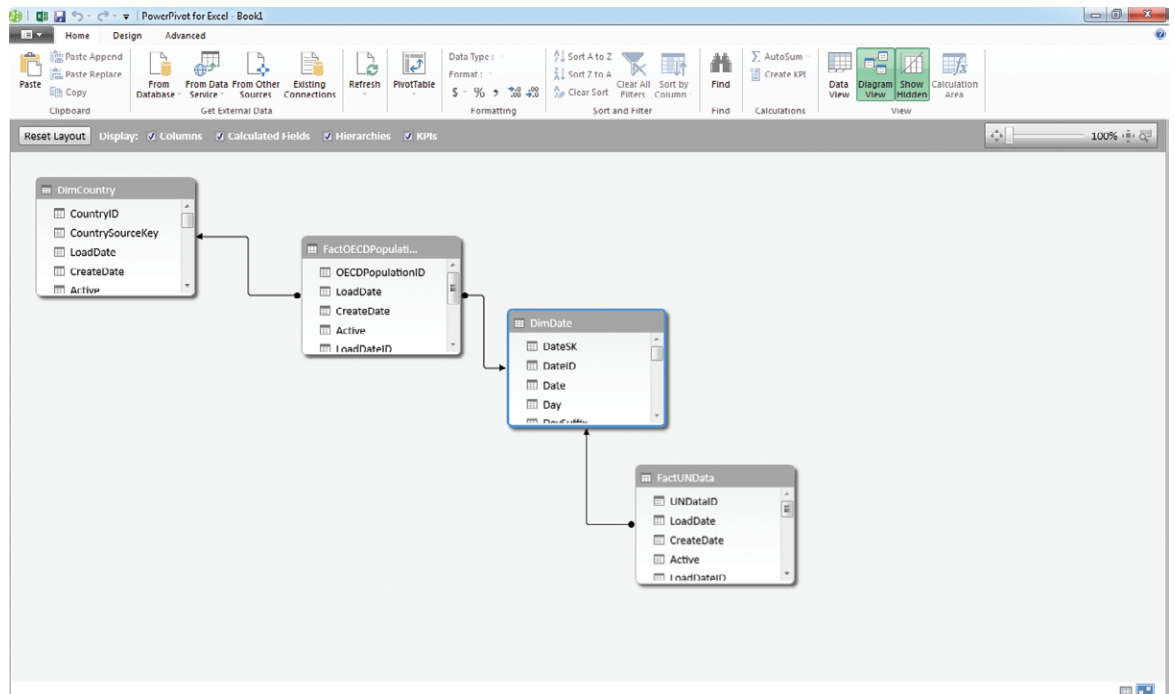 PowerPivot for Excel - Book1
Home Design Advanced
Paste
Paste Append
Paste Replace
Copy
Clipboard
From Database
From Data Service
From Other Sources
Existing Connections
Get External Data
Refresh
PivotTable
Data Type :
Format :
$ % , .00 .00
Formatting
Sort A to Z
Sort Z to A
Clear Sort
Clear All Filters
Sort by Column
Sort and Filter
Find
Find
AutoSum
Create KPI
Calculations
Data View
Diagram View
Show Hidden
Calculation Area
View
Reset Layout Display: Columns Calculated Fields Hierarchies KPIs 100%
DimCountry
CountryID
CountrySourceKey
LoadDate
CreateDate
Active
FactOECDPopulati...
OECDPopulationID
LoadDate
CreateDate
Active
LoadDateID
DimDate
DateSK
DateID
Date
Day
DaySuffix
FactUNData
UNDataID
LoadDate
CreateDate
Active
LoadDateID